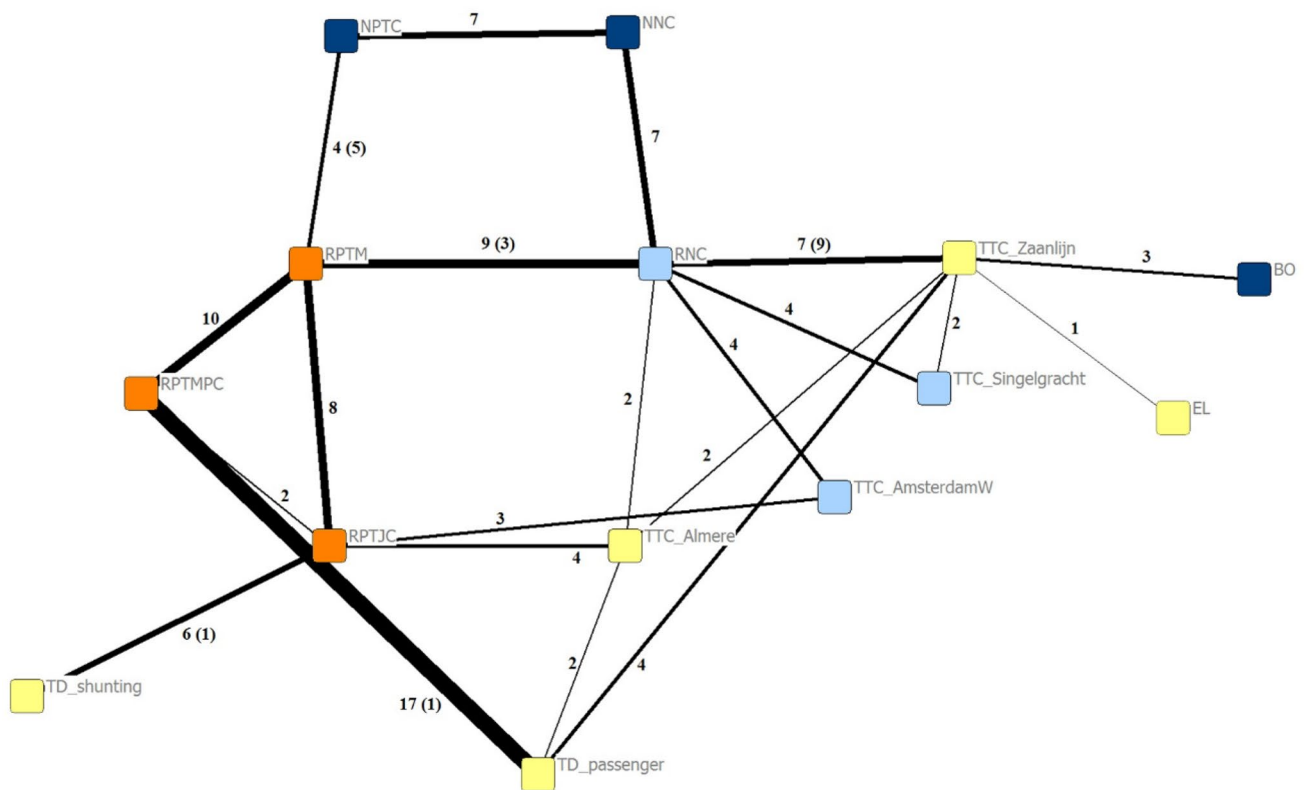 NPTC
7
NNC
4 (5)
7
RPTM
9 (3)
RNC
7 (9)
TTC_Zaanlijn
3
BO
10
4
2
1
4
RPTMPC
TTC_Singelgracht
8
2
EL
2
2
TTC_AmsterdamW
3
RPTJC
4
TTC_Almere
6 (1)
2
4
TD_shunting
17 (1)
TD_passenger